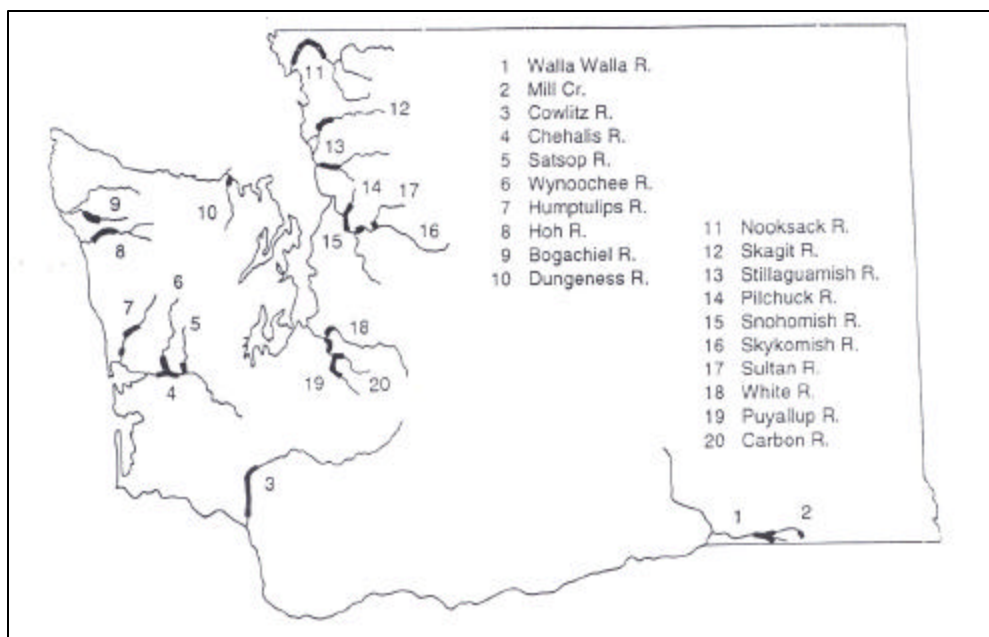 1 Walla Walla R.
2 Mill Cr.
3 Cowlitz R.
4 Chehalis R.
5 Satsop R.
6 Wynoochee R.
7 Humptulips R.
8 Hoh R.
9 Bogachiel R.
10 Dungeness R.
11 Nooksack R.
12 Skagit R.
13 Stillaguamish R.
14 Pilchuck R.
15 Snohomish R.
16 Skykomish R.
17 Sultan R.
18 White R.
19 Puyallup R.
20 Carbon R.
11
12
13
14
17
9
10
15
16
8
6
7
5
18
19
20
4
3
1
2